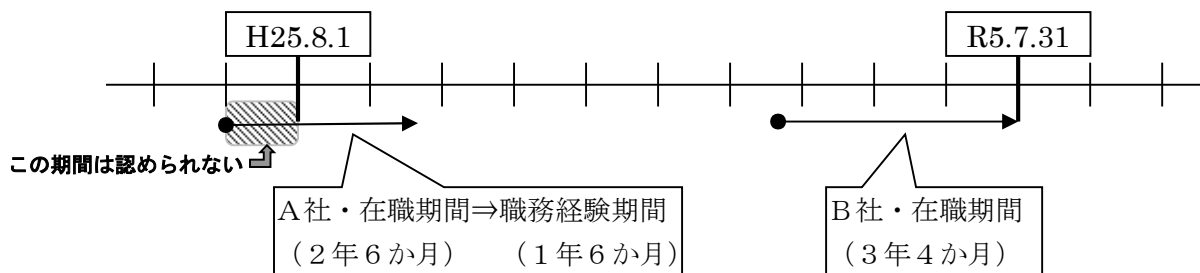 H25.8.1
R5.7.31
この期間は認められない
A社・在職期間⇒職務経験期間
(2年6か月) (1年6か月)
B社・在職期間
(3年4か月)